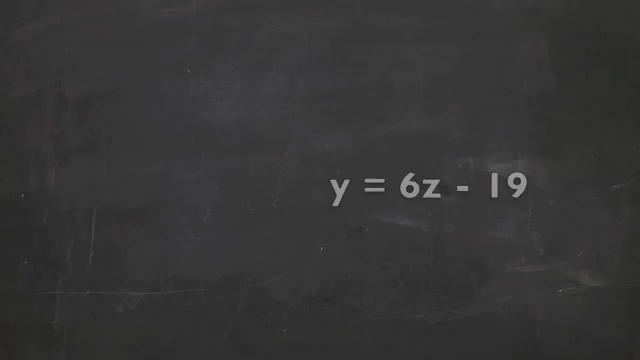 y = 6z - 19